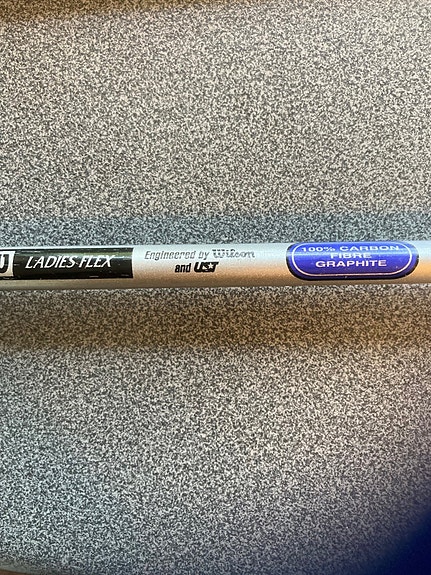 LADIES FLEX
Engineered by Wilson
and UST
100% CARBON
FIBRE
GRAPHITE